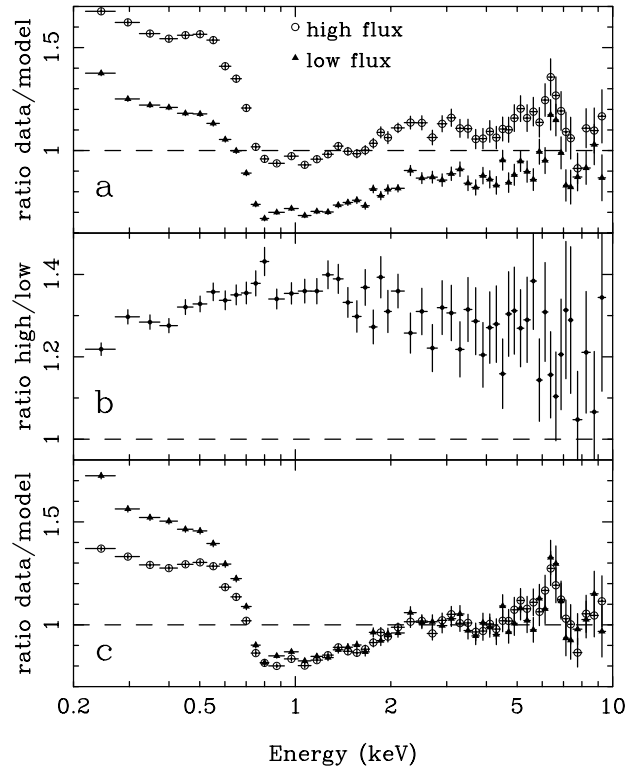 ratio data/model
1.5
1
a
high flux
low flux
ratio high/low
1.4
1.2
1
b
ratio data/model
1.5
1
c
0.2 0.5 1 2 5 10
Energy (keV)